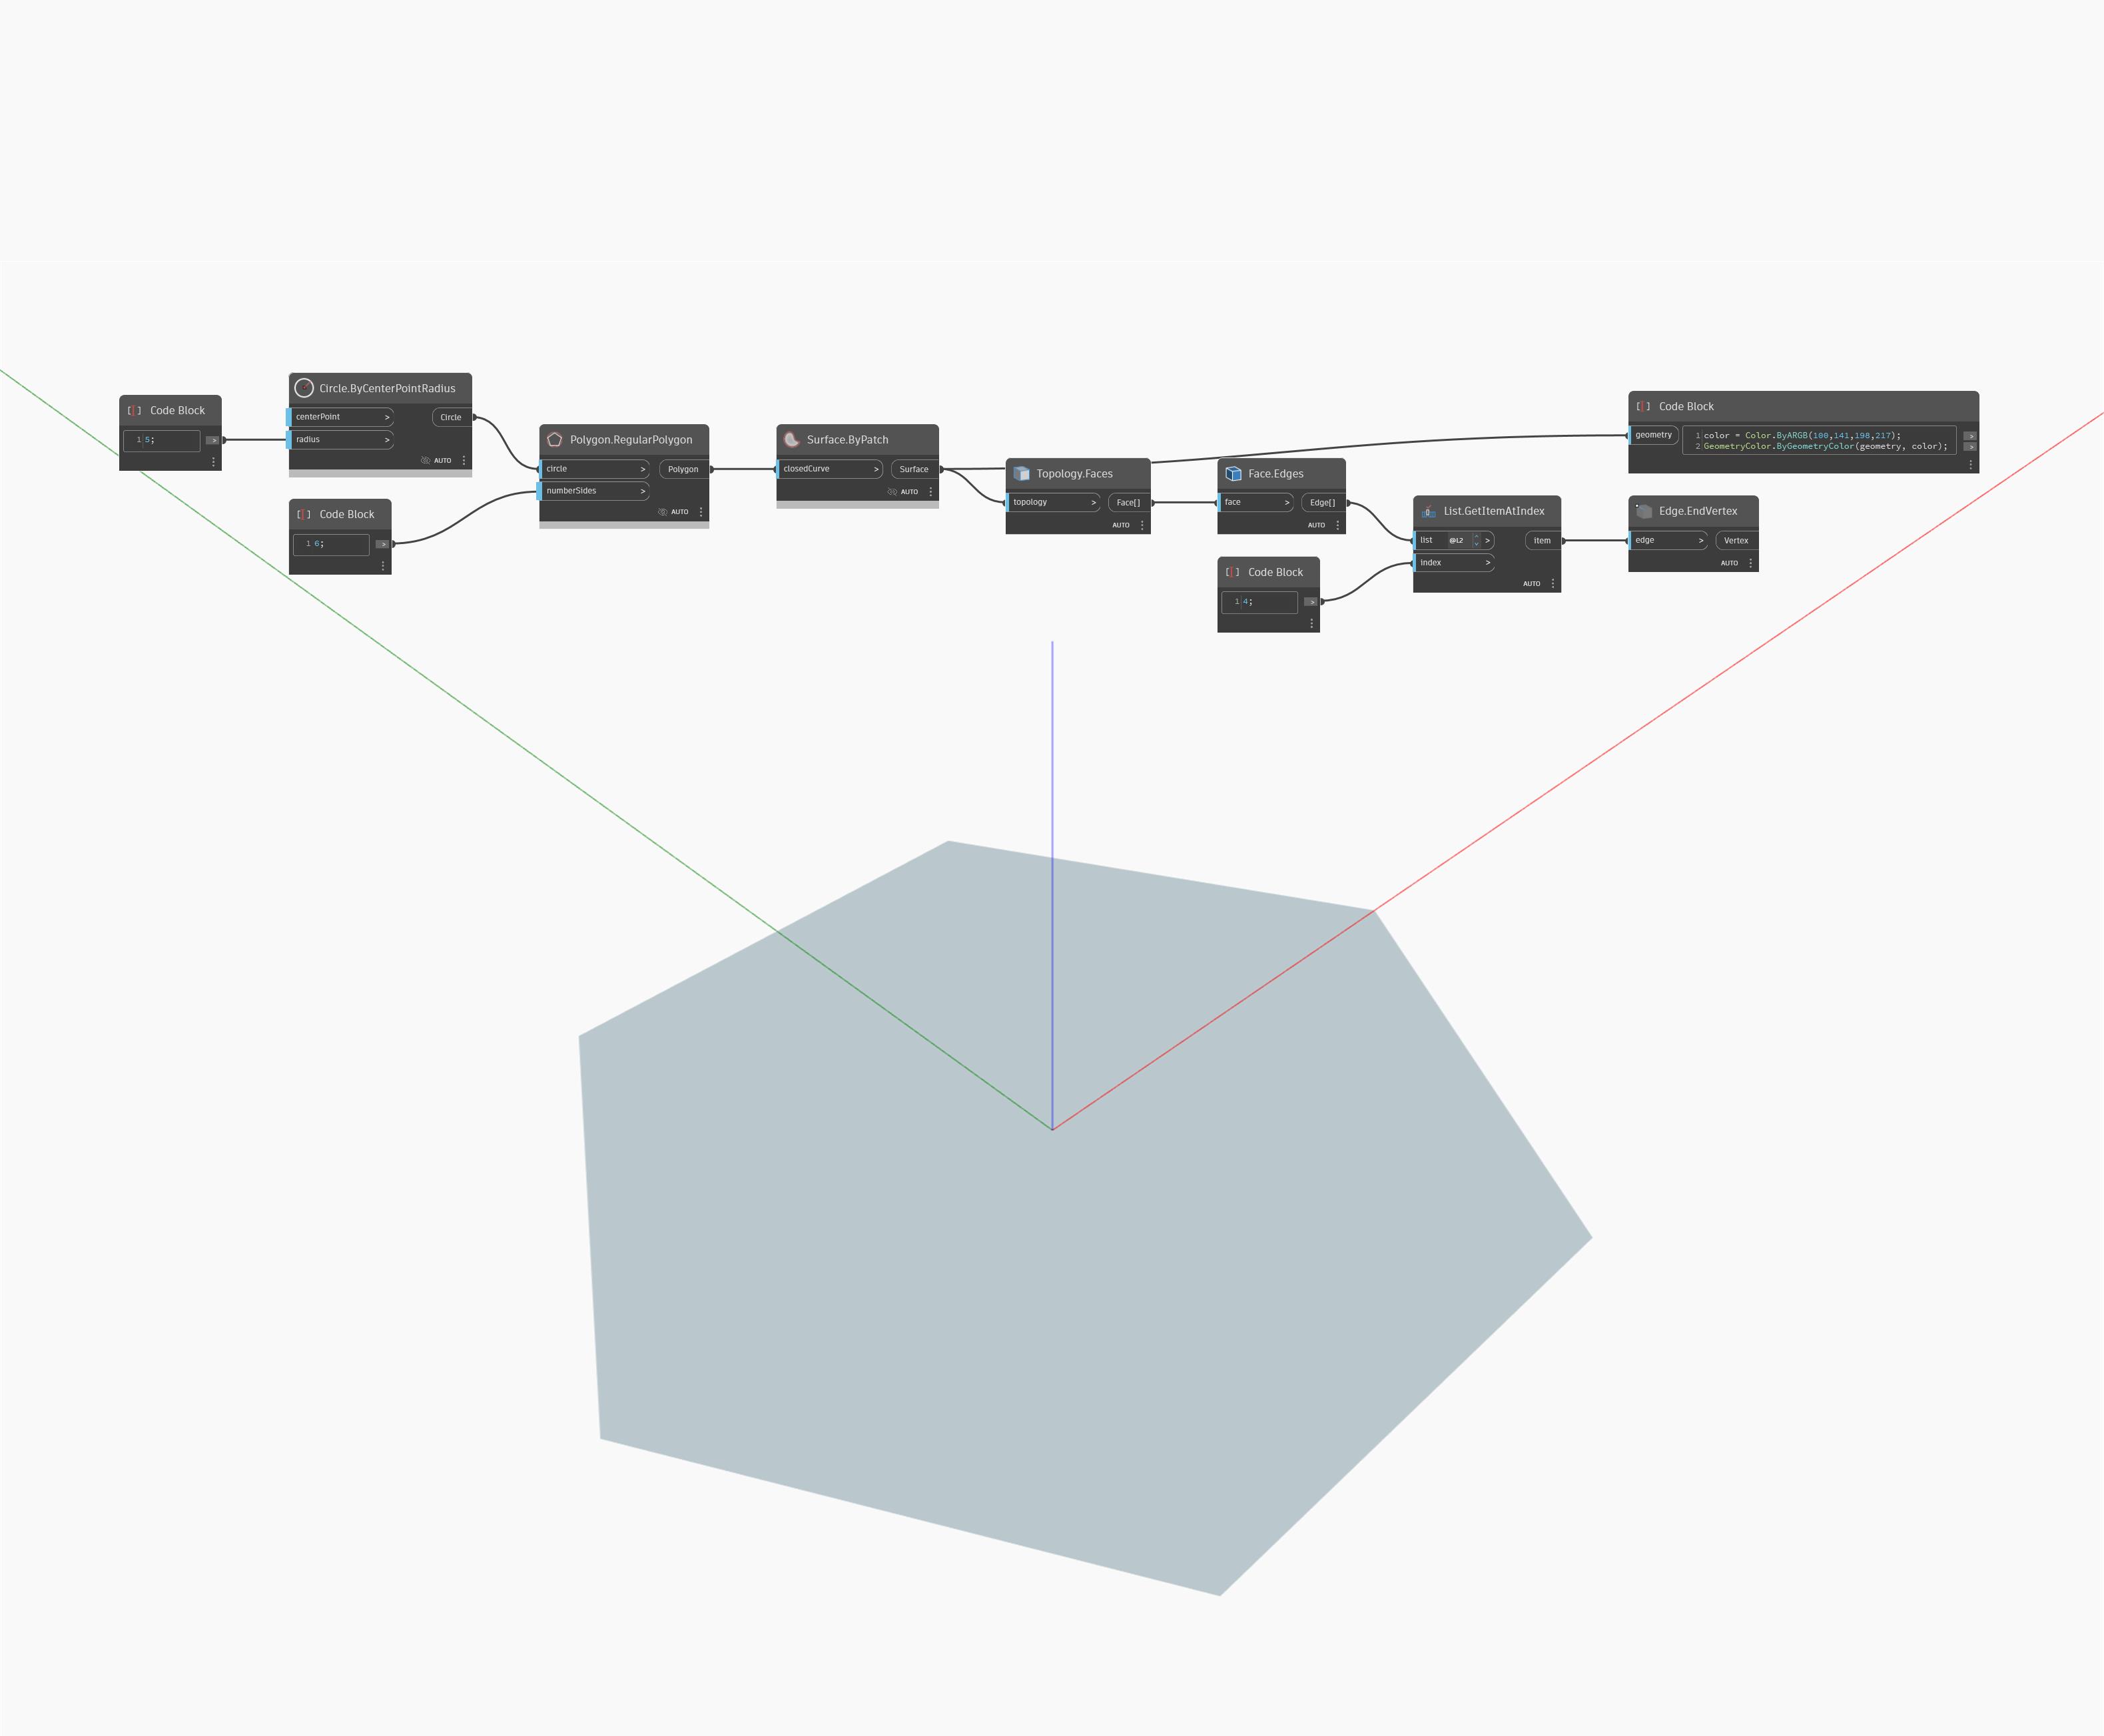 Code Block
1 5;
>
Circle.ByCenterPointRadius
centerPoint >
Circle
radius >
AUTO
Code Block
1 6;
>
Polygon.RegularPolygon
circle >
Polygon
numberSides >
AUTO
Surface.ByPatch
closedCurve >
Surface
AUTO
Topology.Faces
topology >
Face[]
AUTO
Face.Edges
face >
Edge[]
AUTO
Code Block
1 4;
>
List.GetItemAtIndex
list @L2 >
item
index >
AUTO
Code Block
geometry
1 color = Color.ByARGB(100,141,198,217);
>
2 GeometryColor.ByGeometryColor(geometry, color);
>
Edge.EndVertex
edge >
Vertex
AUTO